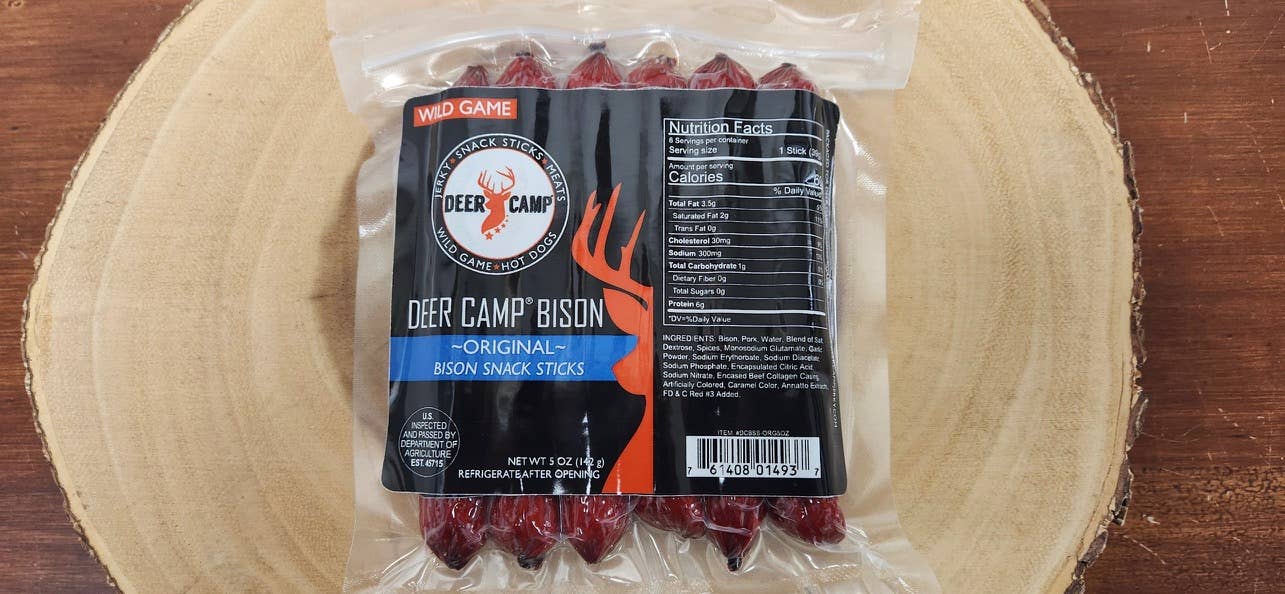 WILD GAME
JERKY★SNACK STICKS★MEATS
DEER CAMP
WILD GAME★HOT DOGS
DEER CAMP® BISON
~ORIGINAL~
BISON SNACK STICKS
U.S.
INSPECTED
AND PASSED BY
DEPARTMENT OF
AGRICULTURE
EST. 45715
NET WT 5 OZ (142 g)
REFRIGERATE AFTER OPENING
Nutrition Facts
6 Servings per container
Serving size 1 Stick
Amount per serving
Calories
% Daily Value
Total Fat 3.5g
Saturated Fat 2g
Trans Fat 0g
Cholesterol 30mg
Sodium 300mg
Total Carbohydrate 1g
Dietary Fiber 0g
Total Sugars 0g
Protein 6g
*DV=%Daily Value
INGREDIENTS: Bison, Pork, Water, Blend of Salt,
Dextrose, Spices, Monosodium Glutamate, Garlic
Powder, Sodium Erythorbate, Sodium Diacetate,
Sodium Phosphate, Encapsulated Citric Acid,
Sodium Nitrate, Encased Beef Collagen Casing,
Artificially Colored, Caramel Color, Annatto Extract,
FD & C Red #3 Added.
ITEM #DCBSS-ORG5OZ
7 61408 01493 7